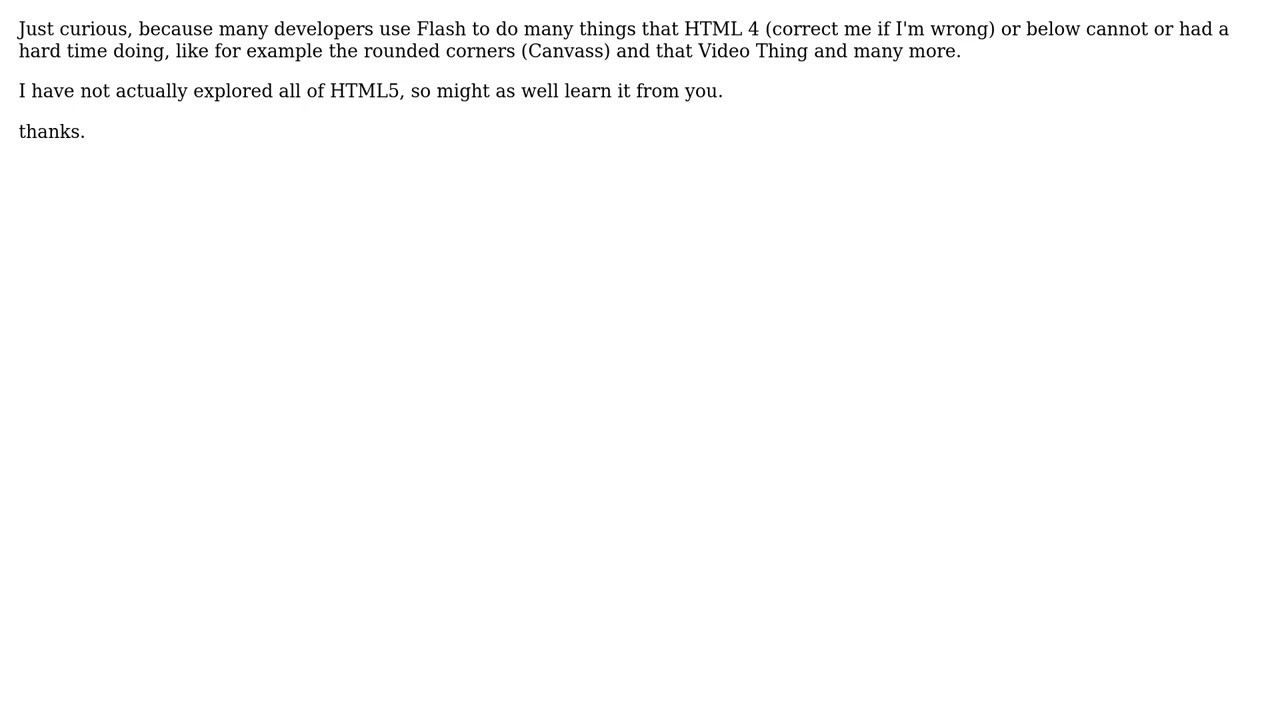 Just curious, because many developers use Flash to do many things that HTML 4 (correct me if I'm wrong) or below cannot or had a
hard time doing, like for example the rounded corners (Canvass) and that Video Thing and many more.
I have not actually explored all of HTML5, so might as well learn it from you.
thanks.